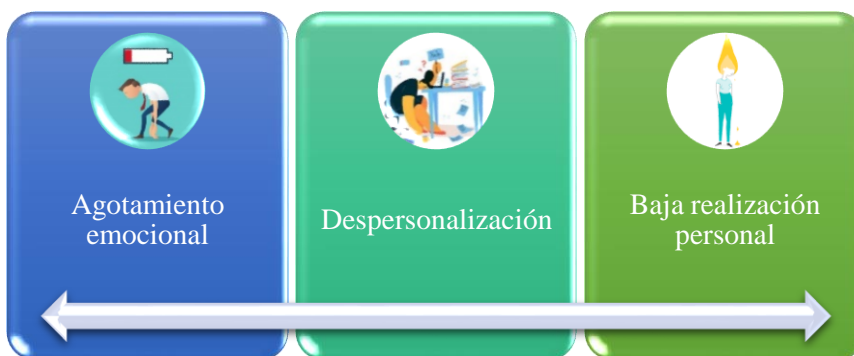 Agotamiento
emocional
Despersonalización
Baja realización
personal